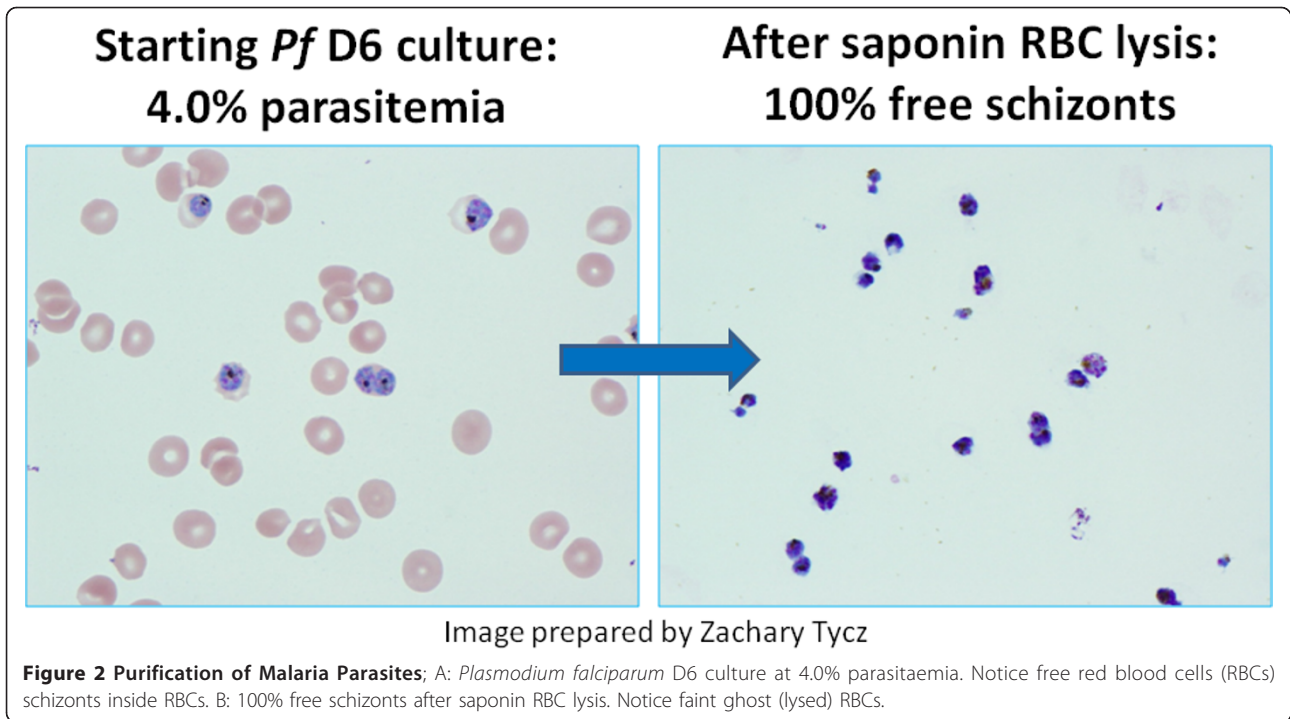 Starting Pf D6 culture:
4.0% parasitemia
After saponin RBC lysis:
100% free schizonts
Image prepared by Zachary Tycz
Figure 2 Purification of Malaria Parasites; A: Plasmodium falciparum D6 culture at 4.0% parasitaemia. Notice free red blood cells (RBCs)
schizonts inside RBCs. B: 100% free schizonts after saponin RBC lysis. Notice faint ghost (lysed) RBCs.